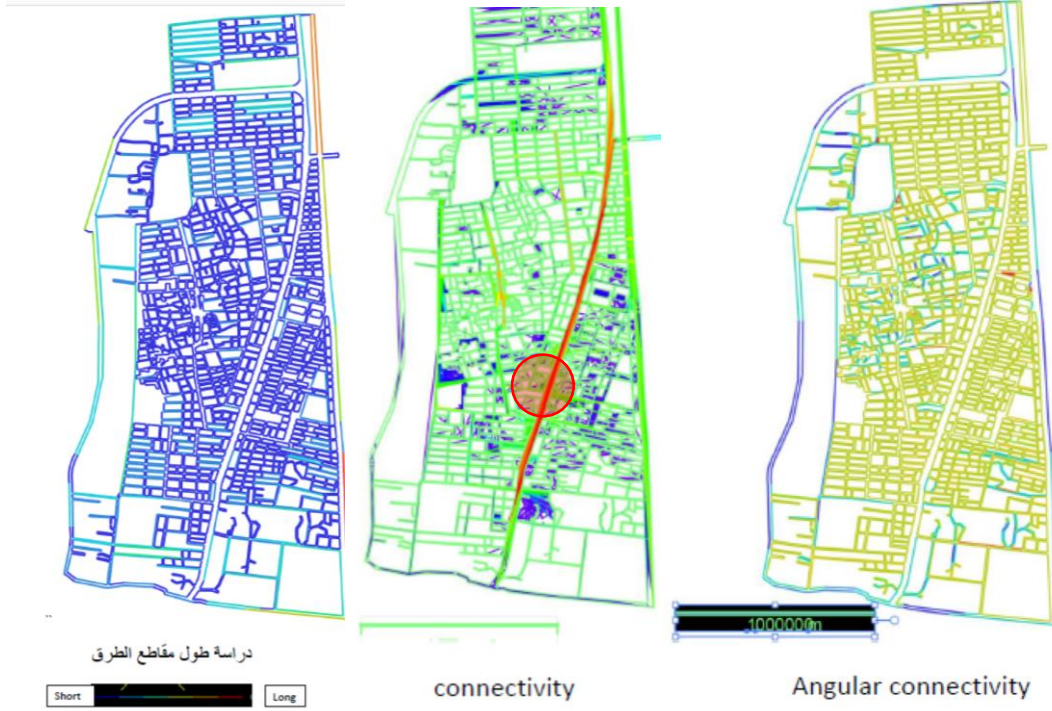 دراسة طول مقاطع الطرق
Short
Long
connectivity
1000000m
Angular connectivity